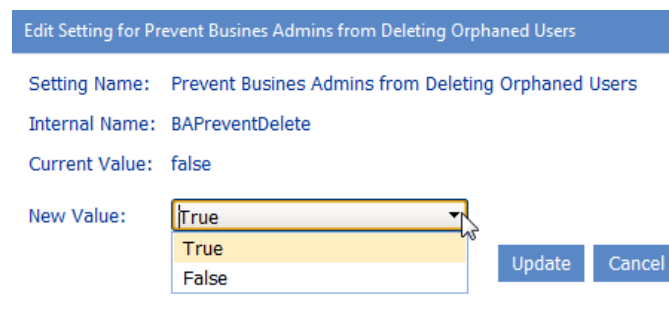 Edit Setting for Prevent Busines Admins from Deleting Orphaned Users
Setting Name: Prevent Busines Admins from Deleting Orphaned Users
Internal Name: BAPreventDelete
Current Value: false
New Value: True
True
False
Update Cancel